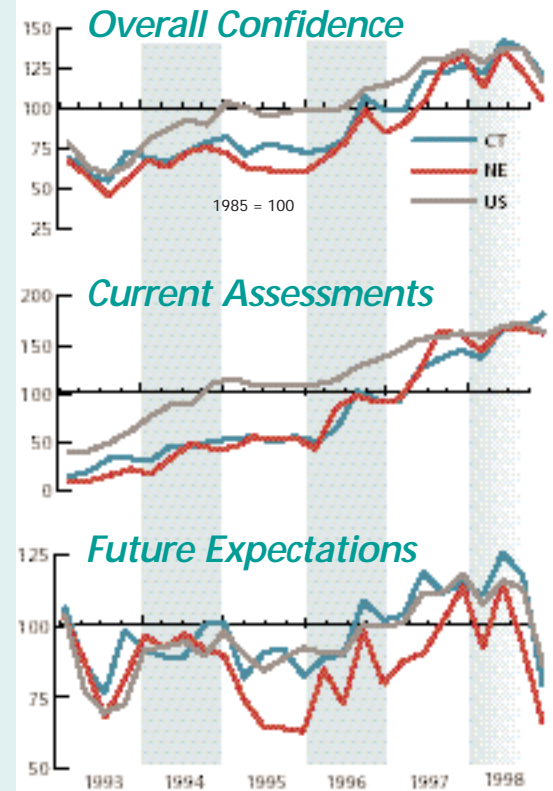 Overall Confidence
150
125
100
75
50
25
CT
NE
US
1985 = 100
Current Assessments
200
150
100
50
0
Future Expectations
125
100
75
50
1993 1994 1995 1996 1997 1998